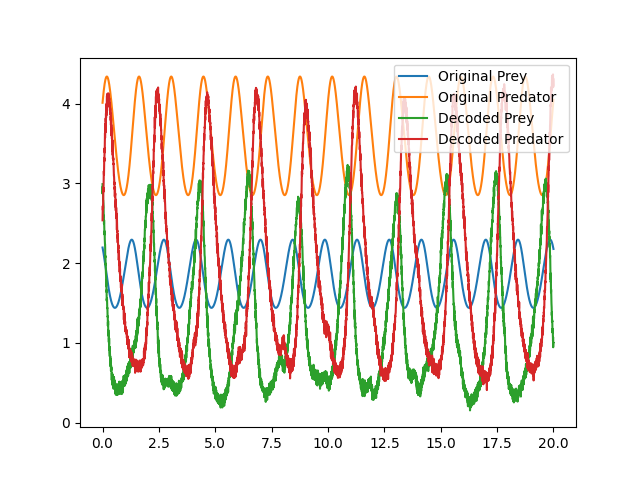 Original Prey
Original Predator
Decoded Prey
Decoded Predator
4
3
2
1
0
0.0 2.5 5.0 7.5 10.0 12.5 15.0 17.5 20.0